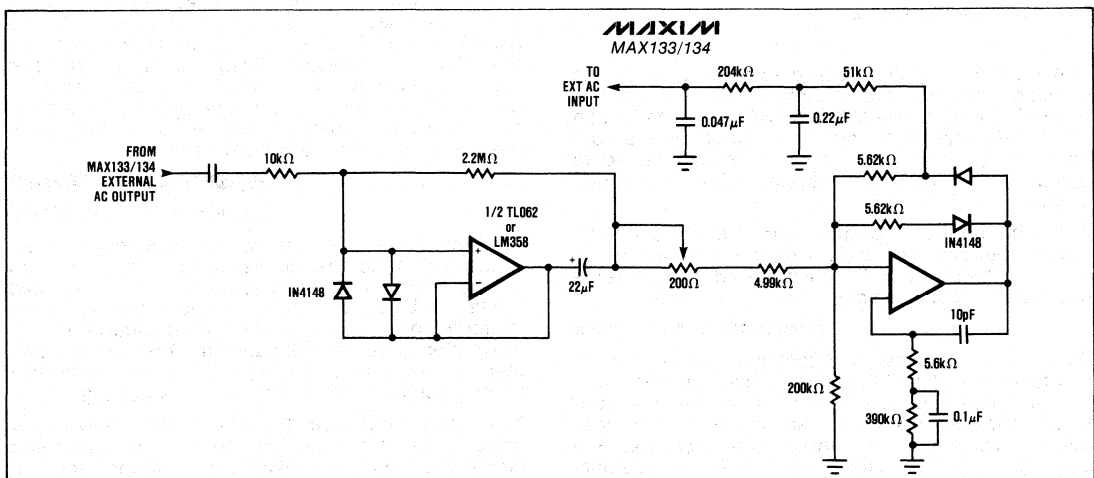 MAXIM
MAX133/134
TO
EXT AC
INPUT
204kΩ
51kΩ
0.047µF
0.22µF
FROM
MAX133/134
EXTERNAL
AC OUTPUT
10kΩ
2.2MΩ
5.62kΩ
1/2 TL062
or
LM358
5.62kΩ
IN4148
+
−
IN4148
+
22µF
200Ω
4.99kΩ
10pF
5.6kΩ
200kΩ
390kΩ
0.1µF